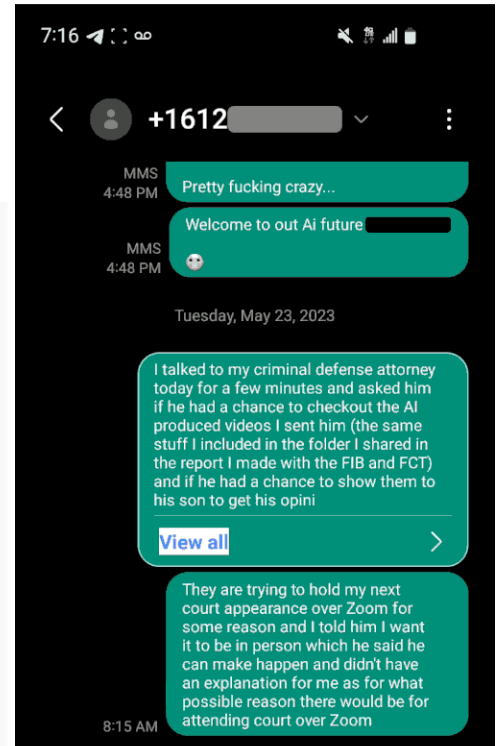 7:16
+1612
MMS
4:48 PM
Pretty fucking crazy...
Welcome to out Ai future
MMS
4:48 PM
Tuesday, May 23, 2023
I talked to my criminal defense attorney
today for a few minutes and asked him
if he had a chance to checkout the AI
produced videos I sent him (the same
stuff I included in the folder I shared in
the report I made with the FIB and FCT)
and if he had a chance to show them to
his son to get his opini
View all
They are trying to hold my next
court appearance over Zoom for
some reason and I told him I want
it to be in person which he said he
can make happen and didn't have
an explanation for me as for what
possible reason there would be for
attending court over Zoom
8:15 AM